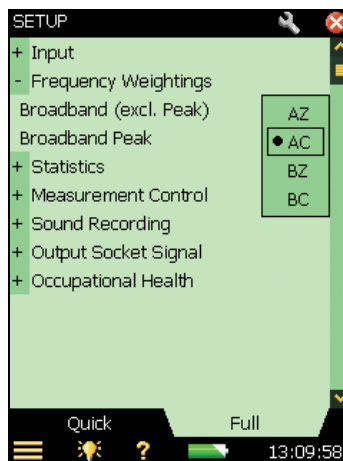 SETUP
+ Input
- Frequency Weightings
Broadband (excl. Peak)
AZ
Broadband Peak
AC
+ Statistics
BZ
+ Measurement Control
BC
+ Sound Recording
+ Output Socket Signal
+ Occupational Health
Quick
Full
?
13:09:58